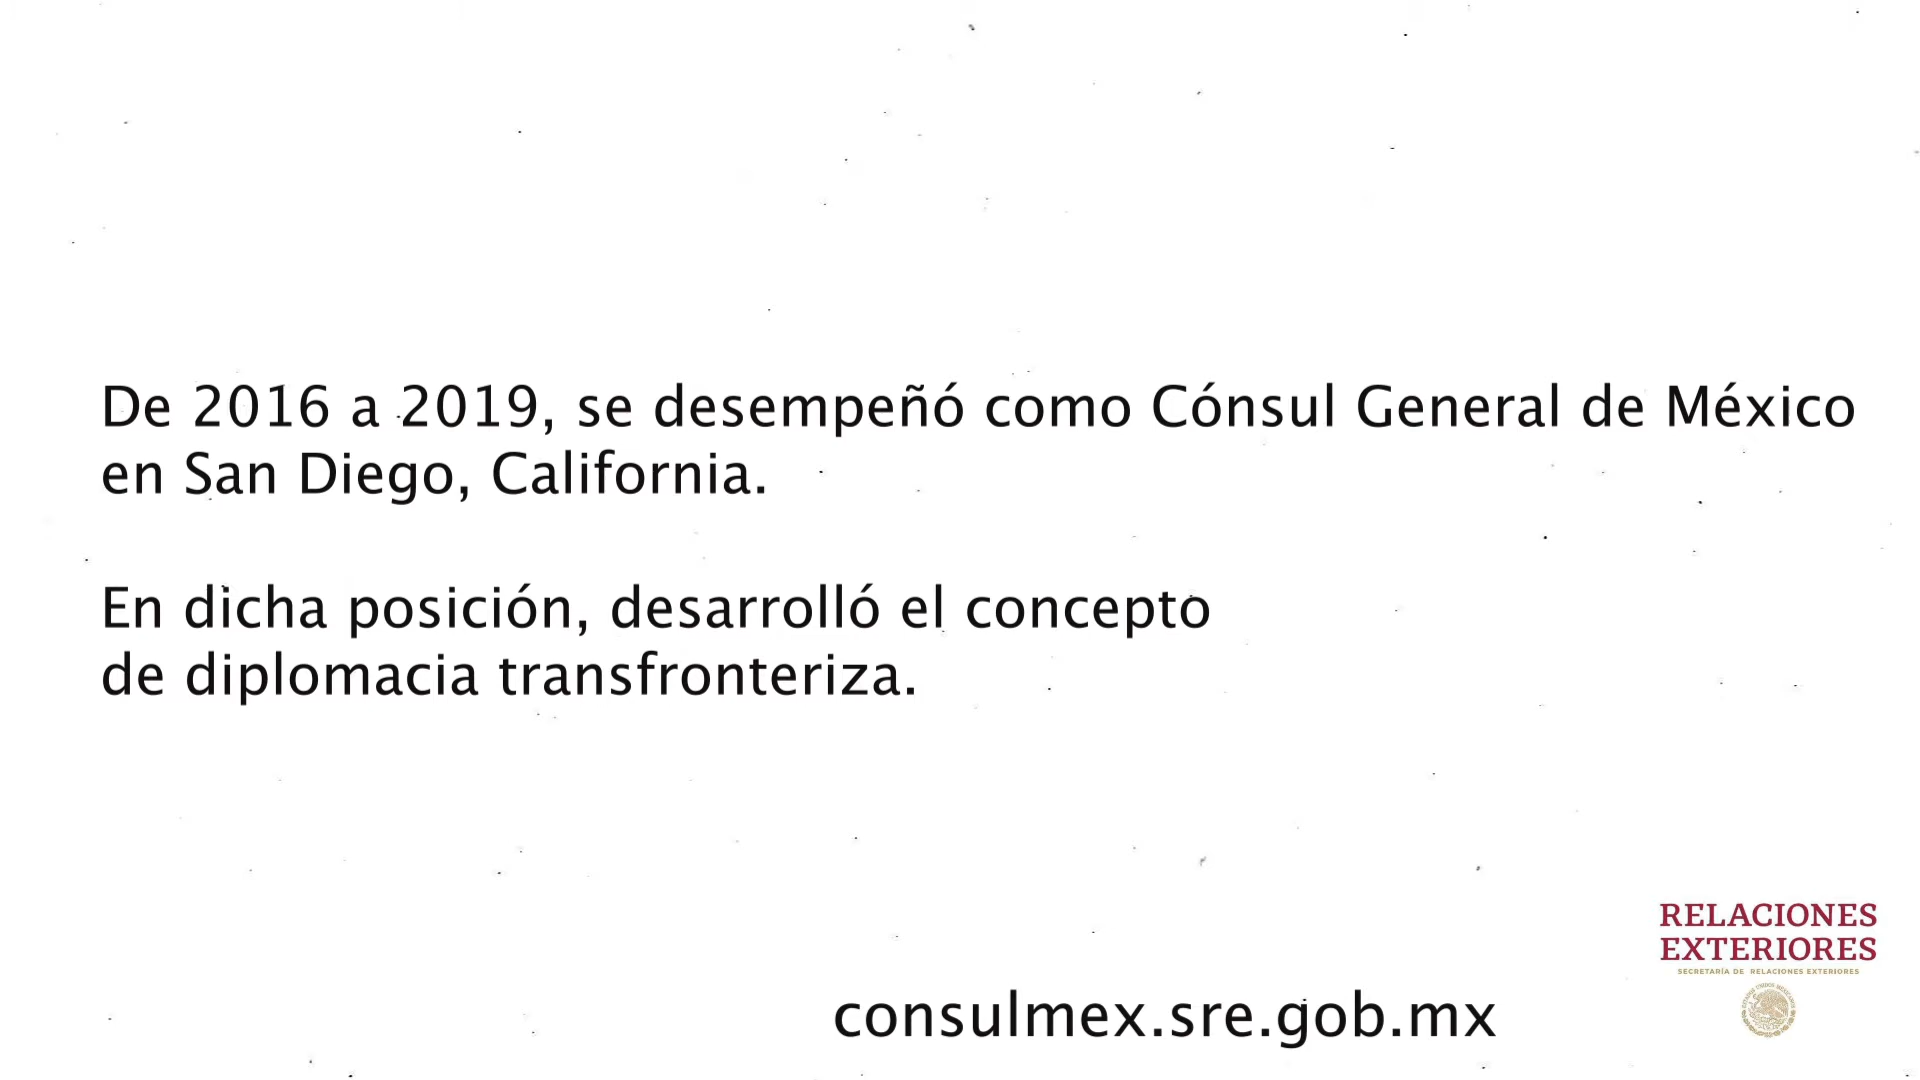 De 2016 a 2019, se desempeñó como Cónsul General de México
en San Diego, California.
En dicha posición, desarrolló el concepto
de diplomacia transfronteriza.
RELACIONES
EXTERIORES
SECRETARÍA DE RELACIONES EXTERIORES
consulmex.sre.gob.mx